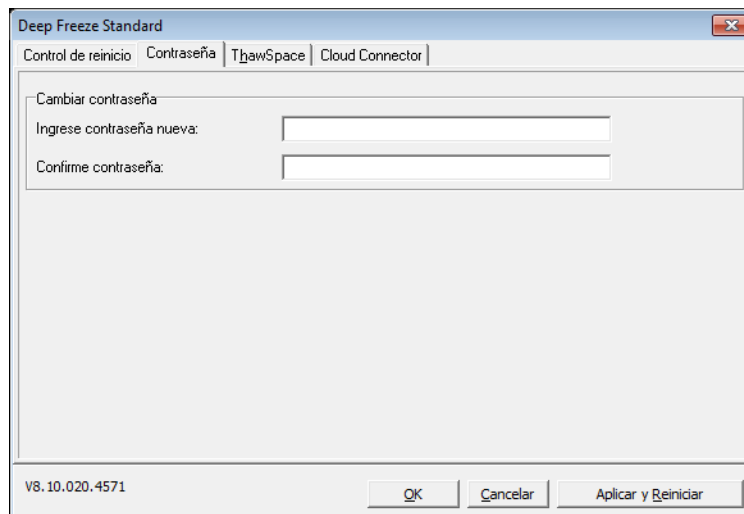 Deep Freeze Standard
Control de reinicio Contraseña ThawSpace Cloud Connector
Cambiar contraseña
Ingrese contraseña nueva:
Confirme contraseña:
V8.10.020.4571 OK Cancelar Aplicar y Reiniciar